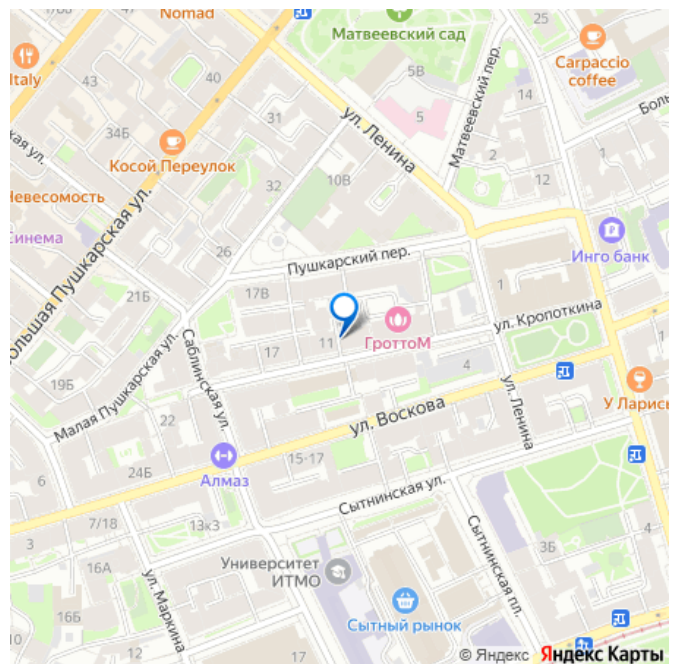 Nomad
25
Матвеевский сад
Italy
43
40
5В
Carpaccio
coffee
14
34Б
31
5
ул. Ленина
Матвеевский пер.
2
12
Косой Переулок
32
10В
Невесомость
Большая Пушкарская ул.
26
Пушкарский пер.
Инго банк
1
21Б
17В
ул. Кропоткина
11
ГроттоМ
17
Саблинская ул.
4
1
19Б
Малая Пушкарская ул.
22
ул. Ленина
ул. Воскова
24Б
15-17
Алмаз
6
Сытнинская ул.
7/18
13к3
3
Сытнинская пл.
3Б
4
16А
Университет
ИТМО
ул. Маркина
16Б
Сытный рынок
10
17
© Яндекс Яндекс Карты